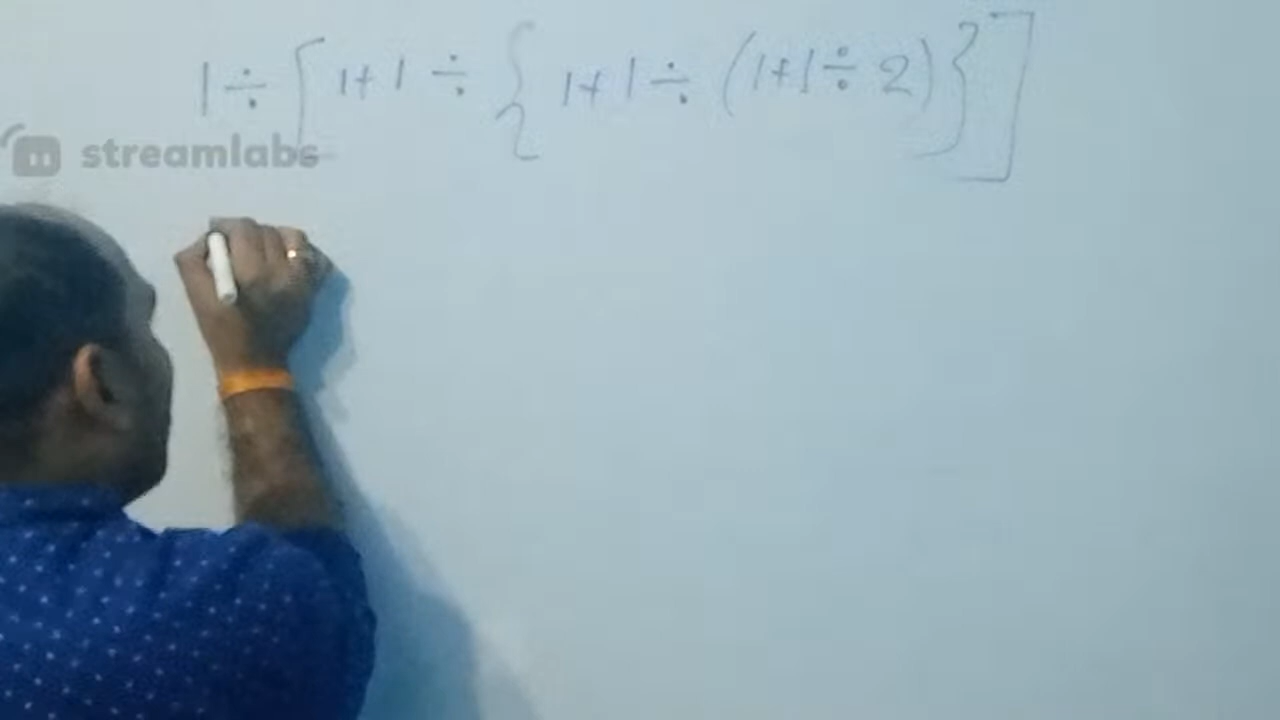 1 ÷ [ 1+1 ÷ { 1+1 ÷ (1+1÷2)}]
streamlabs